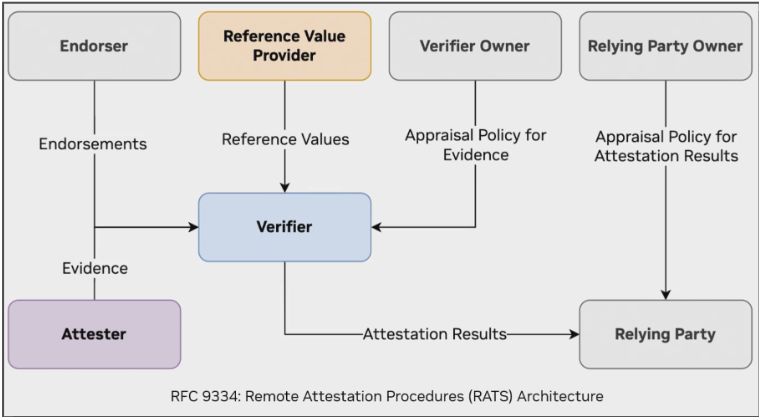 Endorser
Reference Value
Provider
Verifier Owner
Relying Party Owner
Endorsements
Reference Values
Appraisal Policy for
Evidence
Appraisal Policy for
Attestation Results
Verifier
Evidence
Attester
Attestation Results
Relying Party
RFC 9334: Remote Attestation Procedures (RATS) Architecture